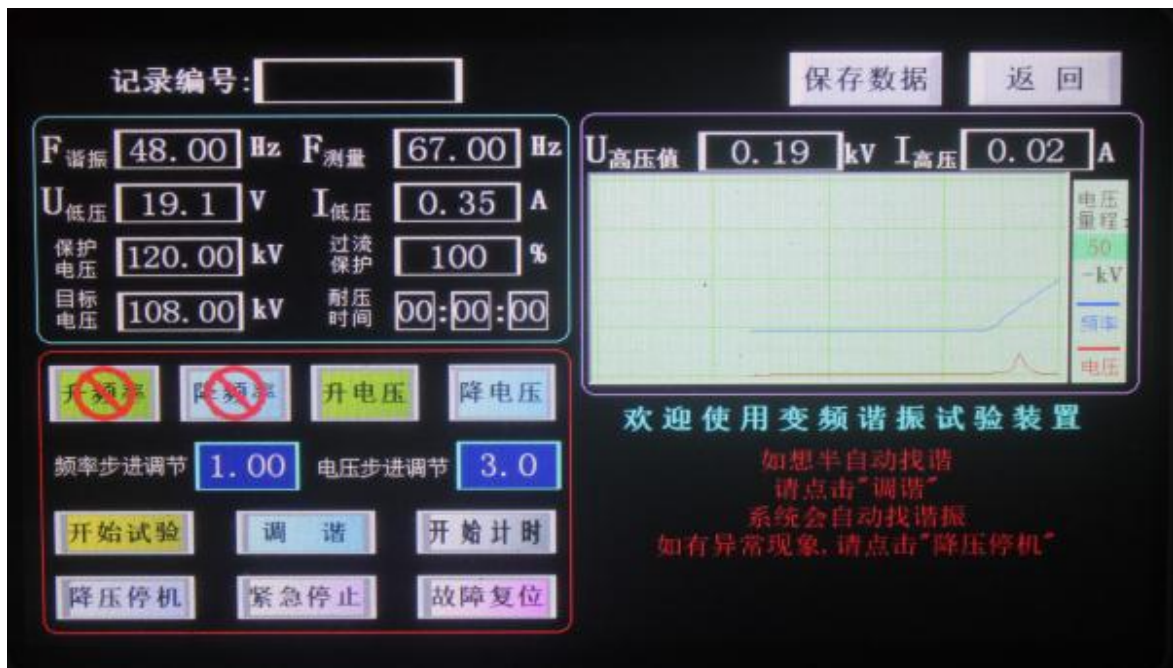 记录编号: 保存数据 返 回
F谐振 48.00 Hz F测量 67.00 Hz
U低压 19.1 V I低压 0.35 A
保护电压 120.00 kV 过流保护 100 %
目标电压 108.00 kV 耐压时间 00:00:00
U高压值 0.19 kV I高压 0.02 A
电压
量程:
50
-kV
频率
电压
升频率 降频率 升电压 降电压
频率步进调节 1.00 电压步进调节 3.0
开始试验 调 谐 开始计时
降压停机 紧急停止 故障复位
欢迎使用变频谐振试验装置
如想半自动找谐
请点击"调谐"
系统会自动找谐振
如有异常现象,请点击"降压停机"